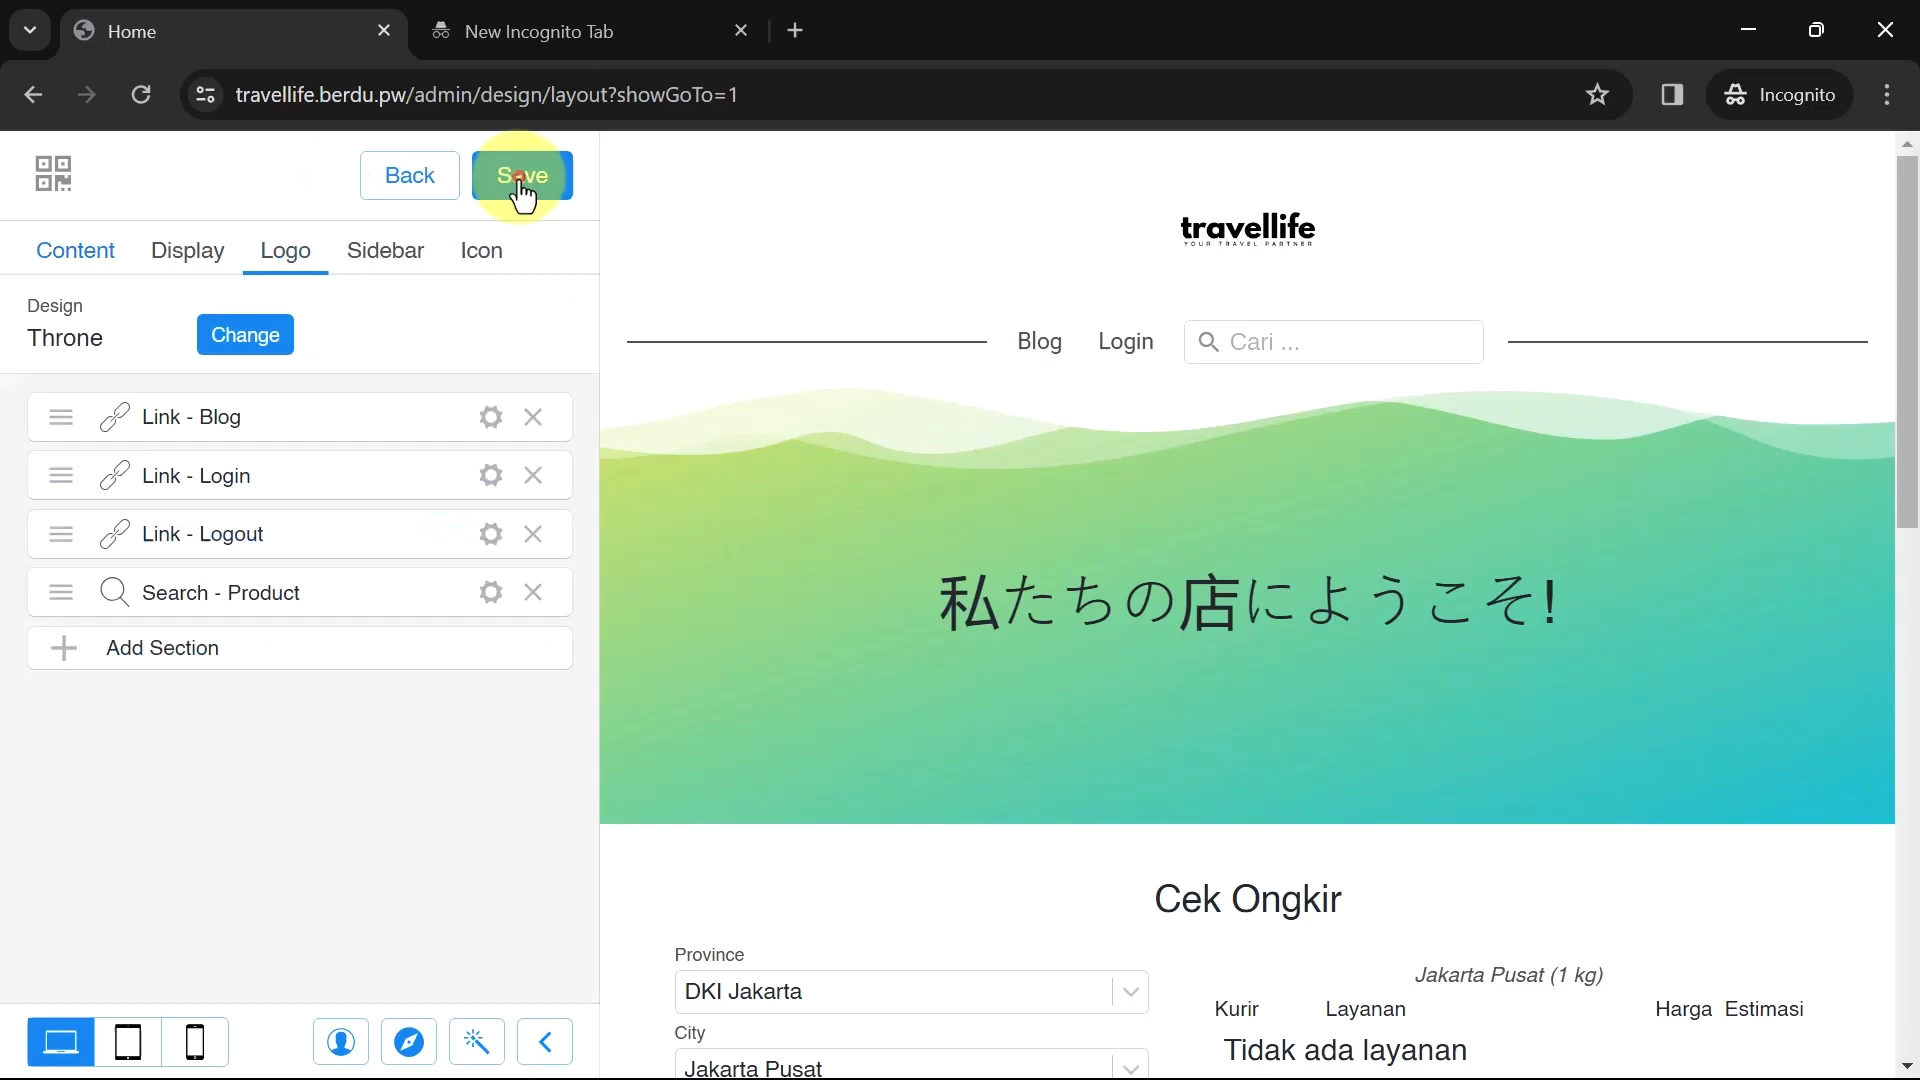 Home
New Incognito Tab
travellife.berdu.pw/admin/design/layout?showGoTo=1
Incognito
Back
Save
Content
Display
Logo
Sidebar
Icon
Design
Throne
Change
Link - Blog
Link - Login
Link - Logout
Search - Product
Add Section
travellife
YOUR TRAVEL PARTNER
Blog
Login
Cari ...
私たちの店にようこそ!
Cek Ongkir
Province
DKI Jakarta
City
Jakarta Pusat
Jakarta Pusat (1 kg)
Kurir Layanan Harga Estimasi
Tidak ada layanan